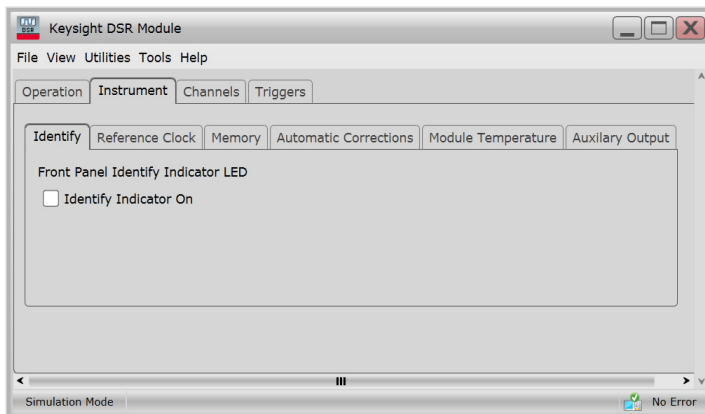 DSR
Keysight DSR Module
File View Utilities Tools Help
Operation Instrument Channels Triggers
Identify Reference Clock Memory Automatic Corrections Module Temperature Auxilary Output
Front Panel Identify Indicator LED
Identify Indicator On
Simulation Mode No Error